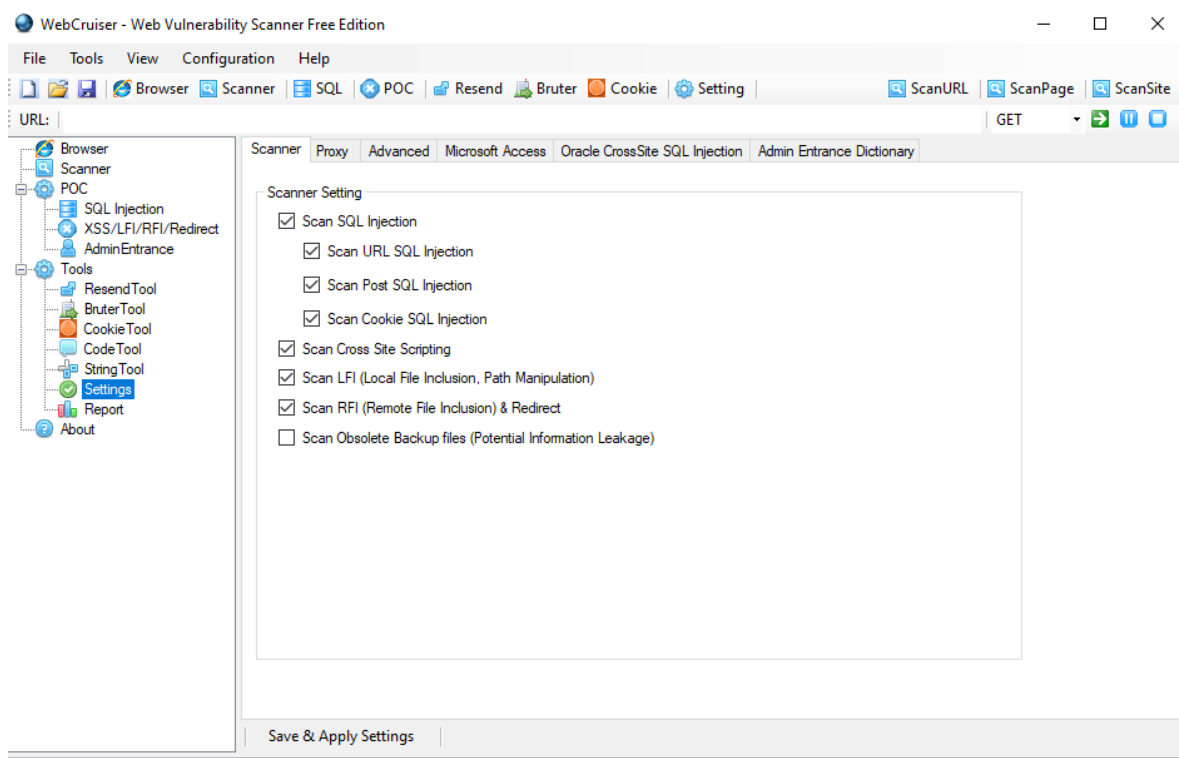 WebCruiser - Web Vulnerability Scanner Free Edition
File Tools View Configuration Help
Browser Scanner SQL POC Resend Bruter Cookie Setting ScanURL ScanPage ScanSite
URL: GET
Browser
Scanner
POC
SQL Injection
XSS/LFI/RFI/Redirect
AdminEntrance
Tools
ResendTool
BruterTool
CookieTool
CodeTool
StringTool
Settings
Report
About
Scanner Proxy Advanced Microsoft Access Oracle CrossSite SQL Injection Admin Entrance Dictionary
Scanner Setting
Scan SQL Injection
Scan URL SQL Injection
Scan Post SQL Injection
Scan Cookie SQL Injection
Scan Cross Site Scripting
Scan LFI (Local File Inclusion, Path Manipulation)
Scan RFI (Remote File Inclusion) & Redirect
Scan Obsolete Backup files (Potential Information Leakage)
Save & Apply Settings